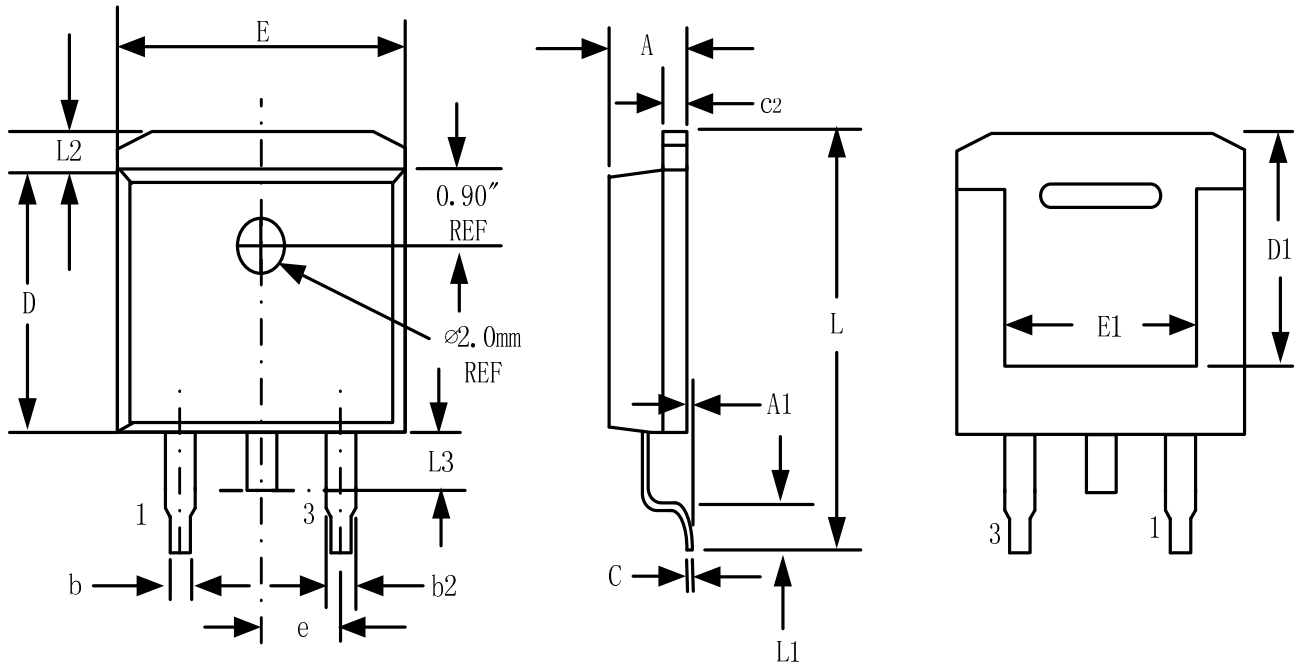 E
L2
0.90″
REF
D
⌀2.0mm
REF
L3
1
3
b
b2
e
A
C2
L
A1
C
L1
D1
E1
3
1